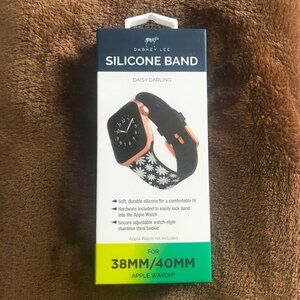 DABNEY LEE
SILICONE BAND
DAISY DARLING
Soft, durable silicone for a comfortable fit
Hardware included to easily lock band
into the Apple Watch
Secure adjustable watch-style
stainless steel buckle
Apple Watch not included
FOR
38MM/40MM
APPLE WATCH®